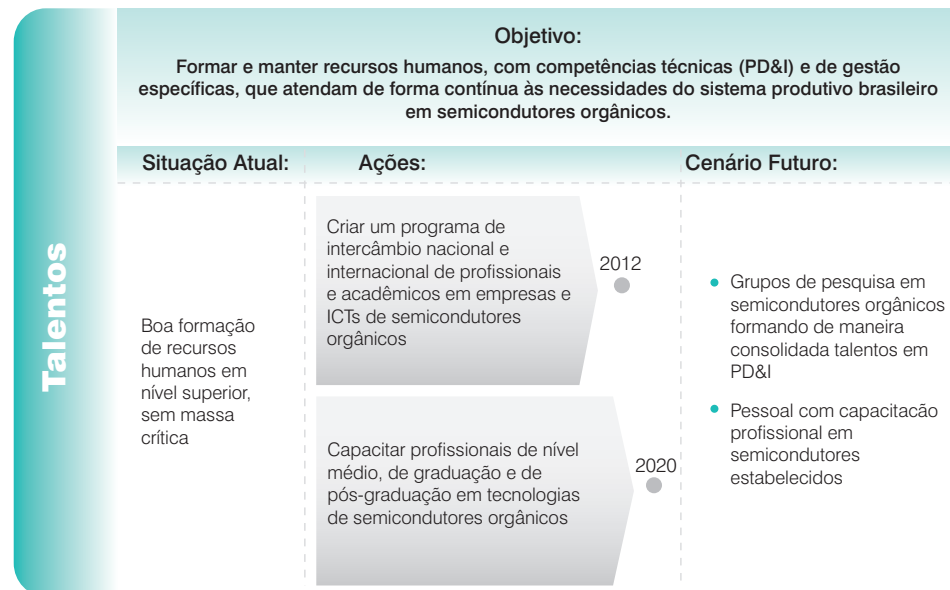 Talentos
Objetivo:
Formar e manter recursos humanos, com competências técnicas (PD&I) e de gestão
específicas, que atendam de forma contínua às necessidades do sistema produtivo brasileiro
em semicondutores orgânicos.
Situação Atual:
Ações:
Cenário Futuro:
Boa formação
de recursos
humanos em
nível superior,
sem massa
crítica
Criar um programa de
intercâmbio nacional e
internacional de profissionais
e acadêmicos em empresas e
ICTs de semicondutores
orgânicos
2012
Capacitar profissionais de nível
médio, de graduação e de
pós-graduação em tecnologias
de semicondutores orgânicos
2020
• Grupos de pesquisa em
semicondutores orgânicos
formando de maneira
consolidada talentos em
PD&I
• Pessoal com capacitacão
profissional em
semicondutores
estabelecidos